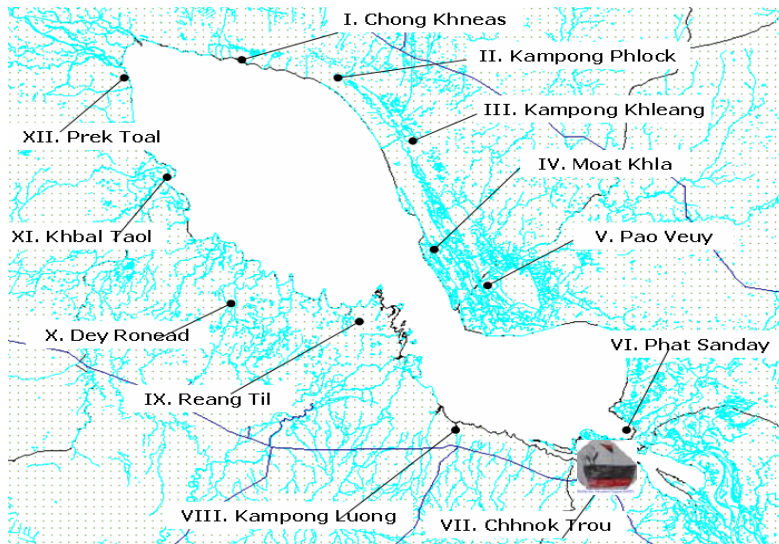 I. Chong Khneas
II. Kampong Phlock
III. Kampong Khleang
XII. Prek Toal
IV. Moat Khla
XI. Khbal Taol
V. Pao Veuy
X. Dey Ronead
VI. Phat Sanday
IX. Reang Til
VIII. Kampong Luong
VII. Chhnok Trou